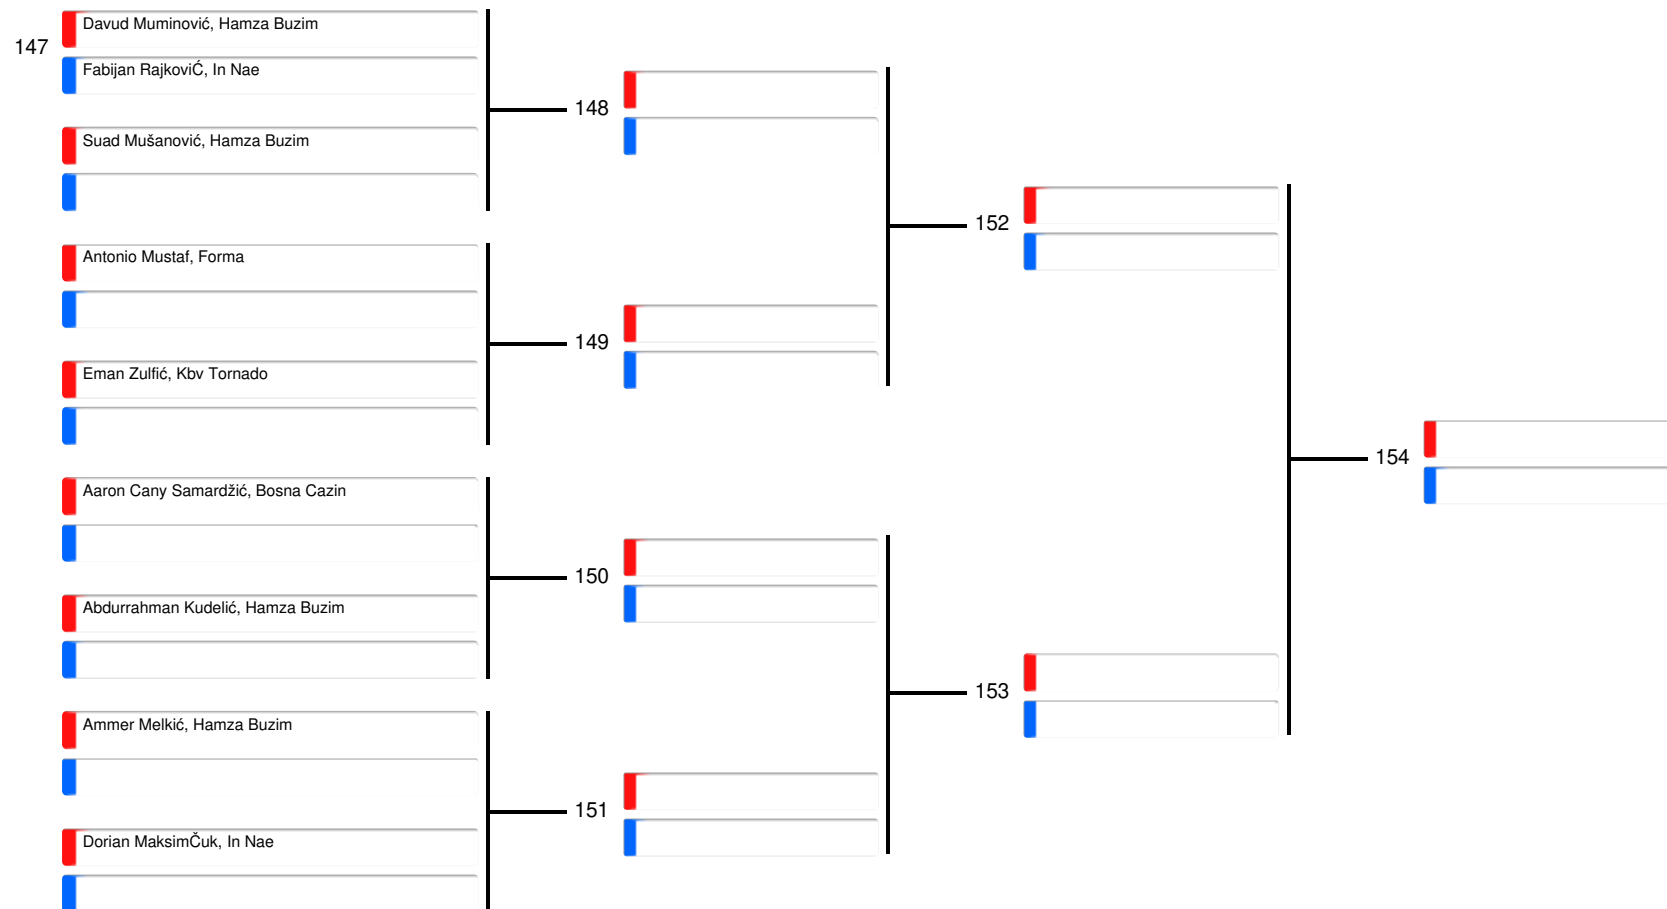 147
Davud Muminović, Hamza Buzim
Fabijan RajkoviĆ, In Nae
Suad Mušanović, Hamza Buzim
148
Antonio Mustaf, Forma
Eman Zulfić, Kbv Tornado
149
152
Aaron Cany Samardžić, Bosna Cazin
Abdurrahman Kudelić, Hamza Buzim
150
Ammer Melkić, Hamza Buzim
Dorian MaksimČuk, In Nae
151
153
154